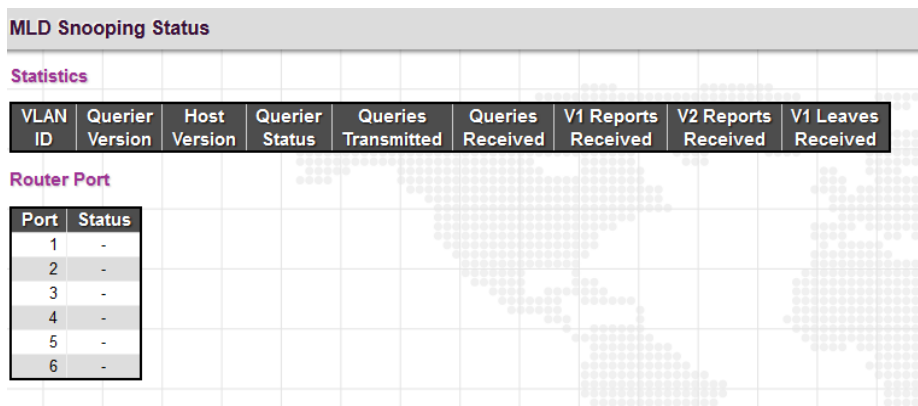 MLD Snooping Status
Statistics
VLAN ID Querier Version Host Version Querier Status Queries Transmitted Queries Received V1 Reports Received V2 Reports Received V1 Leaves Received
Router Port
Port Status
1 -
2 -
3 -
4 -
5 -
6 -